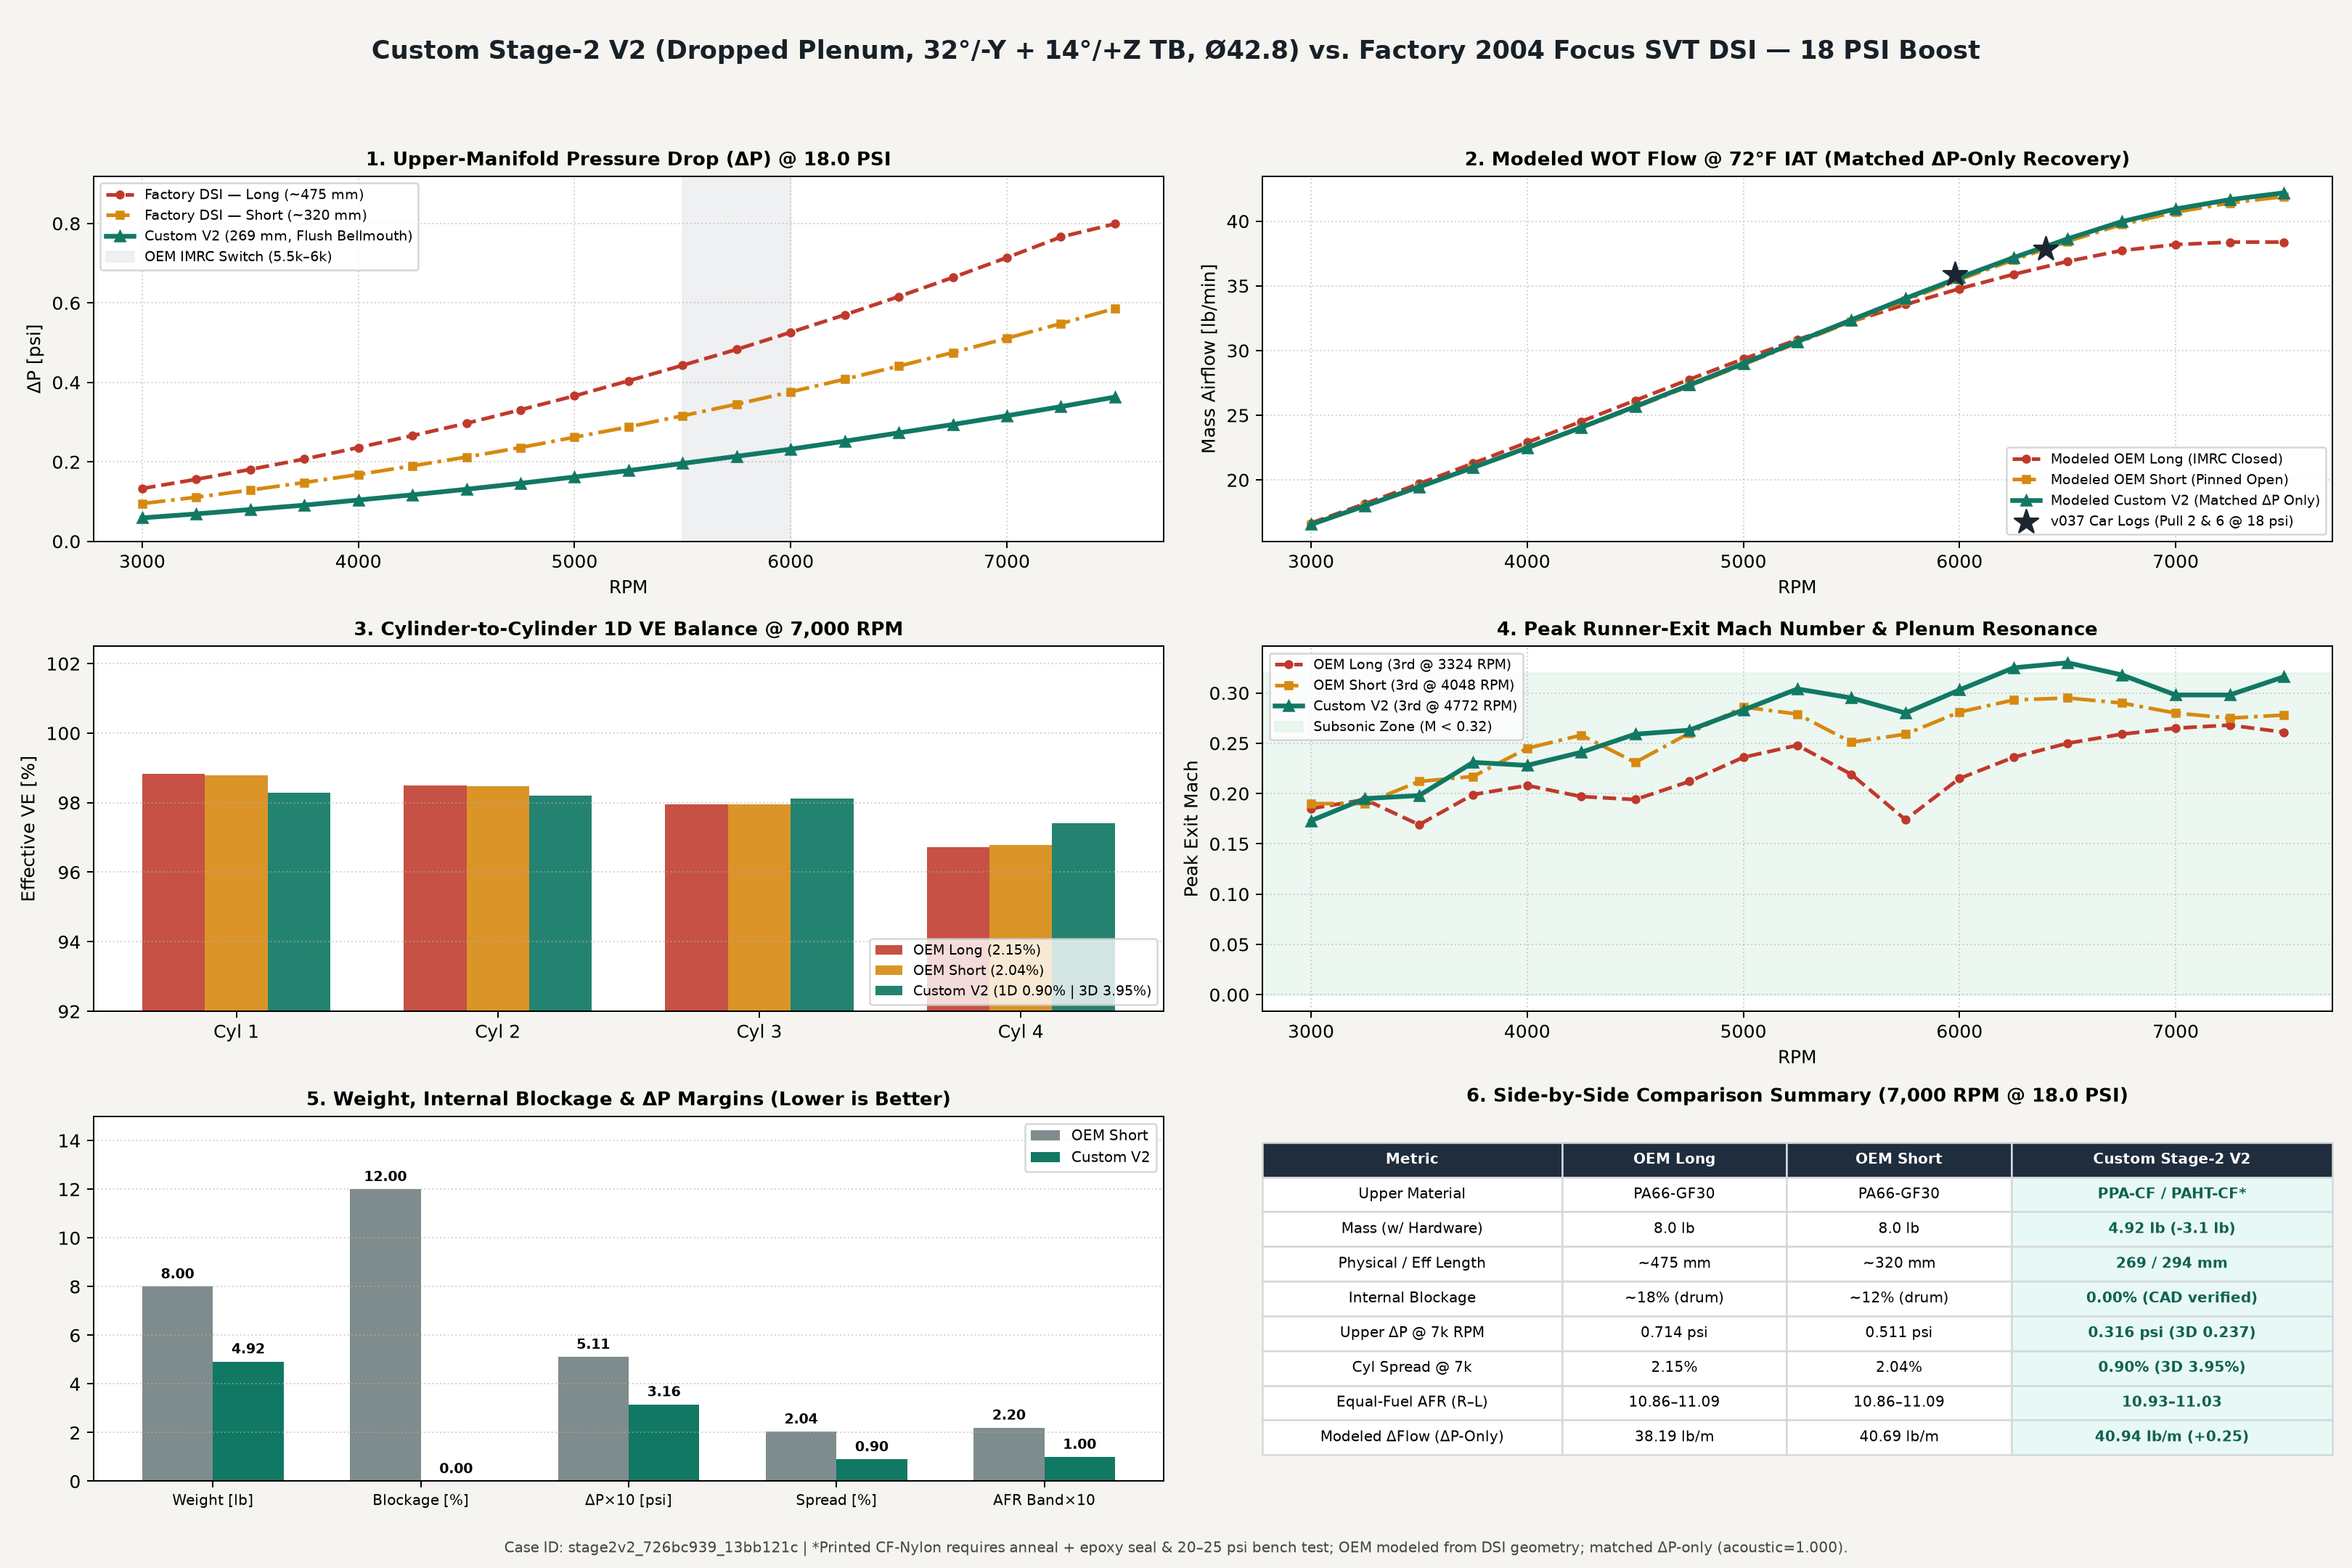 Custom Stage-2 V2 (Dropped Plenum, 32°/-Y + 14°/+Z TB, Ø42.8) vs. Factory 2004 Focus SVT DSI — 18 PSI Boost
1. Upper-Manifold Pressure Drop (ΔP) @ 18.0 PSI
ΔP [psi]
0.8
0.6
0.4
0.2
0.0
Factory DSI — Long (~475 mm)
Factory DSI — Short (~320 mm)
Custom V2 (269 mm, Flush Bellmouth)
OEM IMRC Switch (5.5k–6k)
3000 4000 5000 6000 7000
RPM
2. Modeled WOT Flow @ 72°F IAT (Matched ΔP-Only Recovery)
Mass Airflow [lb/min]
40
35
30
25
20
Modeled OEM Long (IMRC Closed)
Modeled OEM Short (Pinned Open)
Modeled Custom V2 (Matched ΔP Only)
v037 Car Logs (Pull 2 & 6 @ 18 psi)
3000 4000 5000 6000 7000
RPM
3. Cylinder-to-Cylinder 1D VE Balance @ 7,000 RPM
Effective VE [%]
102
100
98
96
94
92
OEM Long (2.15%)
OEM Short (2.04%)
Custom V2 (1D 0.90% | 3D 3.95%)
Cyl 1 Cyl 2 Cyl 3 Cyl 4
4. Peak Runner-Exit Mach Number & Plenum Resonance
Peak Exit Mach
0.30
0.25
0.20
0.15
0.10
0.05
0.00
OEM Long (3rd @ 3324 RPM)
OEM Short (3rd @ 4048 RPM)
Custom V2 (3rd @ 4772 RPM)
Subsonic Zone (M < 0.32)
3000 4000 5000 6000 7000
RPM
5. Weight, Internal Blockage & ΔP Margins (Lower is Better)
14
12
10
8
6
4
2
0
OEM Short
Custom V2
8.00 4.92 12.00 0.00 5.11 3.16 2.04 0.90 2.20 1.00
Weight [lb] Blockage [%] ΔP×10 [psi] Spread [%] AFR Band×10
6. Side-by-Side Comparison Summary (7,000 RPM @ 18.0 PSI)
Metric OEM Long OEM Short Custom Stage-2 V2
Upper Material PA66-GF30 PA66-GF30 PPA-CF / PAHT-CF*
Mass (w/ Hardware) 8.0 lb 8.0 lb 4.92 lb (-3.1 lb)
Physical / Eff Length ~475 mm ~320 mm 269 / 294 mm
Internal Blockage ~18% (drum) ~12% (drum) 0.00% (CAD verified)
Upper ΔP @ 7k RPM 0.714 psi 0.511 psi 0.316 psi (3D 0.237)
Cyl Spread @ 7k 2.15% 2.04% 0.90% (3D 3.95%)
Equal-Fuel AFR (R–L) 10.86–11.09 10.86–11.09 10.93–11.03
Modeled ΔFlow (ΔP-Only) 38.19 lb/m 40.69 lb/m 40.94 lb/m (+0.25)
Case ID: stage2v2_726bc939_13bb121c | *Printed CF-Nylon requires anneal + epoxy seal & 20–25 psi bench test; OEM modeled from DSI geometry; matched ΔP-only (acoustic=1.000).